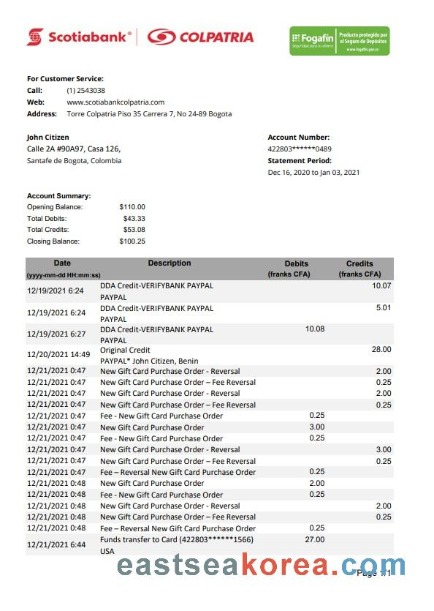 Scotiabank® COLPATRIA
Fogafín Producto protegido por
el Seguro de Depósitos
www.fogafin.gov.co
For Customer Service:
Call: (1) 2543038
Web: www.scotiabankcolpatria.com
Address: Torre Colpatria Piso 35 Carrera 7, No 24-89 Bogota
John Citizen Account Number:
Calle 2A #90A97, Casa 126, 422803******0489
Santafe de Bogota, Colombia Statement Period:
Dec 16, 2020 to Jan 03, 2021
Account Summary:
Opening Balance: $110.00
Total Debits: $43.33
Total Credits: $53.08
Closing Balance: $100.25
Date Description Debits Credits
(yyyy-mm-dd HH:mm:ss) (franks CFA) (franks CFA)
12/19/2021 6:24 DDA Credit-VERIFYBANK PAYPAL 10.07
PAYPAL
12/19/2021 6:24 DDA Credit-VERIFYBANK PAYPAL 5.01
PAYPAL
12/19/2021 6:27 DDA Credit-VERIFYBANK PAYPAL 10.08
PAYPAL
12/20/2021 14:49 Original Credit 28.00
PAYPAL* John Citizen, Benin
12/21/2021 0:47 New Gift Card Purchase Order - Reversal 2.00
12/21/2021 0:47 New Gift Card Purchase Order – Fee Reversal 0.25
12/21/2021 0:47 New Gift Card Purchase Order - Reversal 2.00
12/21/2021 0:47 New Gift Card Purchase Order – Fee Reversal 0.25
12/21/2021 0:47 Fee - New Gift Card Purchase Order 0.25
12/21/2021 0:47 New Gift Card Purchase Order 3.00
12/21/2021 0:47 Fee - New Gift Card Purchase Order 0.25
12/21/2021 0:47 New Gift Card Purchase Order - Reversal 3.00
12/21/2021 0:47 New Gift Card Purchase Order – Fee Reversal 0.25
12/21/2021 0:47 Fee – Reversal New Gift Card Purchase Order 0.25
12/21/2021 0:48 New Gift Card Purchase Order 2.00
12/21/2021 0:48 Fee - New Gift Card Purchase Order 0.25
12/21/2021 0:48 New Gift Card Purchase Order - Reversal 2.00
12/21/2021 0:48 New Gift Card Purchase Order – Fee Reversal 0.25
12/21/2021 0:48 Fee – Reversal New Gift Card Purchase Order 0.25
12/21/2021 6:44 Funds transfer to Card (422803******1566) 27.00
USA
eastseakorea.com
Page 1/1